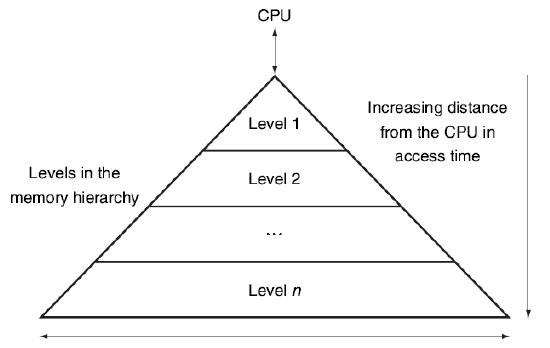 CPU
Level 1
Increasing distance
from the CPU in
access time
Levels in the
memory hierarchy
Level 2
...
Level n